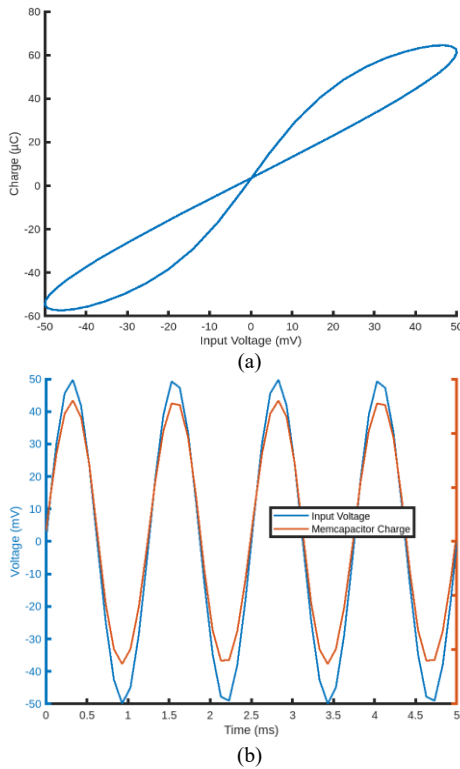 80
60
40
20
0
-20
-40
-60
Charge (µC)
-50 -40 -30 -20 -10 0 10 20 30 40 50
Input Voltage (mV)
(a)
50
40
30
20
10
0
-10
-20
-30
-40
-50
Voltage (mV)
Input Voltage
Memcapacitor Charge
0 0.5 1 1.5 2 2.5 3 3.5 4 4.5 5
Time (ms)
(b)